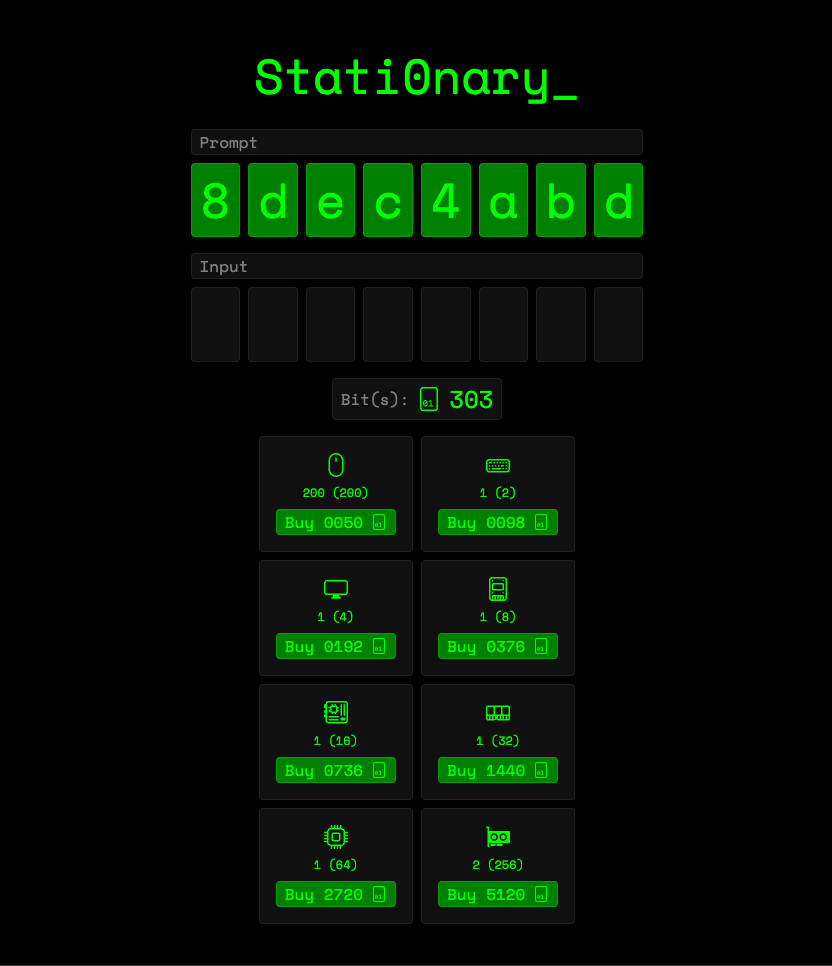 Stati0nary_
Prompt
8 d e c 4 a b d
Input
Bit(s): 01 303
200 (200) 1 (2)
Buy 0050 01 Buy 0098 01
1 (4) 1 (8)
Buy 0192 01 Buy 0376 01
1 (16) 1 (32)
Buy 0736 01 Buy 1440 01
1 (64) 2 (256)
Buy 2720 01 Buy 5120 01